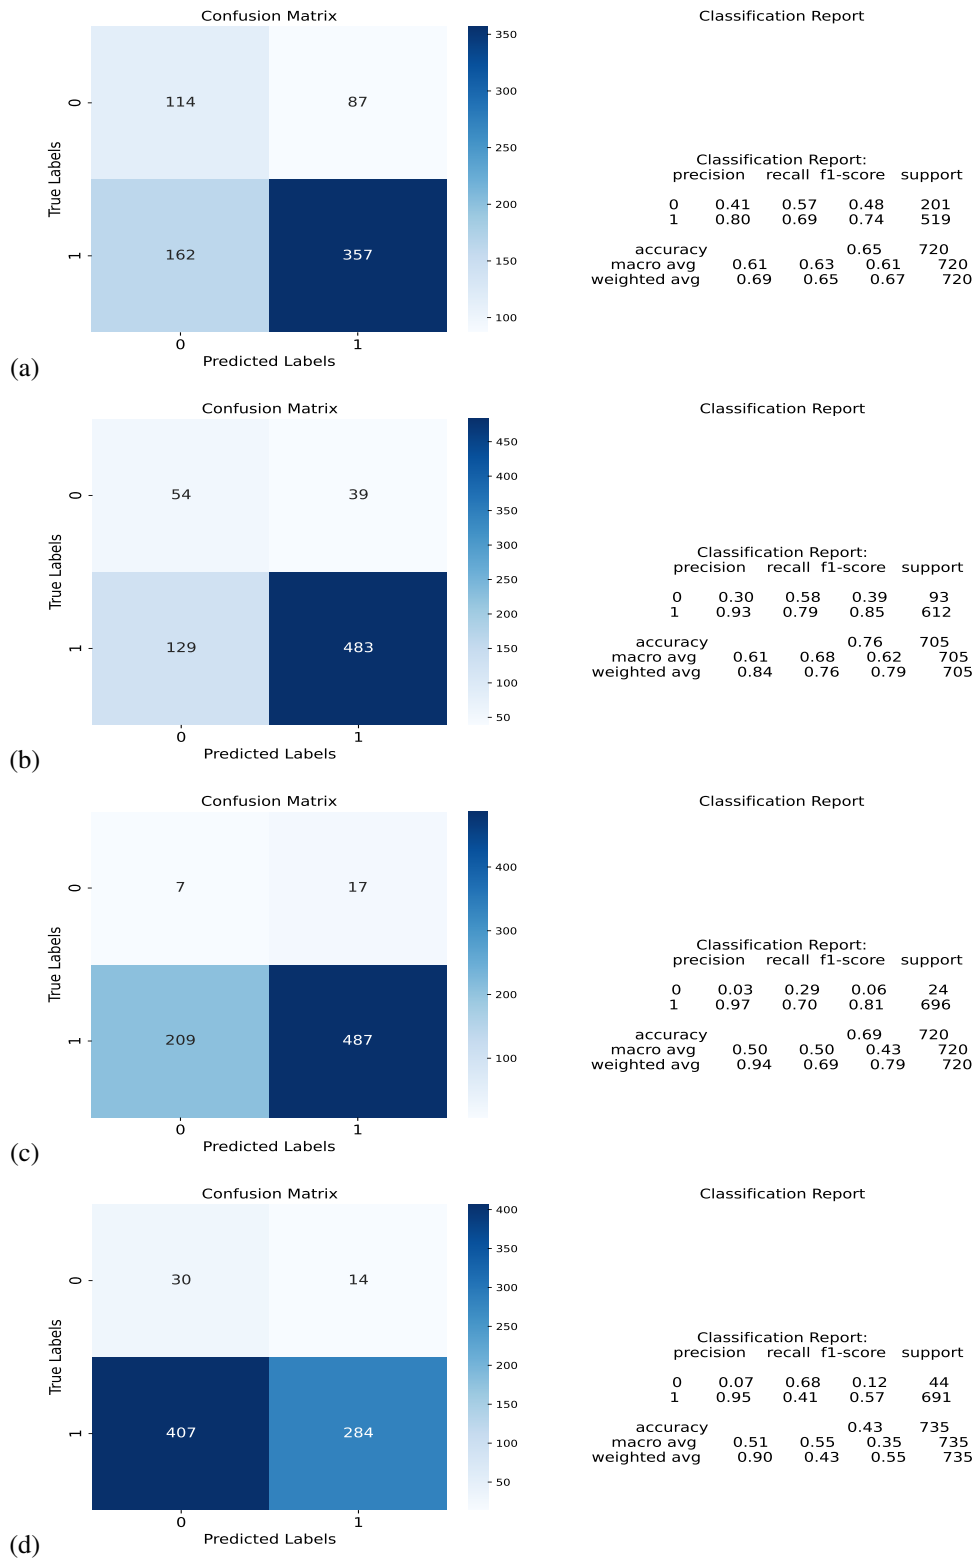 Confusion Matrix
Classification Report
350
300
250
200
150
100
0
1
True Labels
114 87
162 357
0 1
Predicted Labels
Classification Report:
precision recall f1-score support
0 0.41 0.57 0.48 201
1 0.80 0.69 0.74 519
accuracy 0.65 720
macro avg 0.61 0.63 0.61 720
weighted avg 0.69 0.65 0.67 720
(a)
Confusion Matrix
Classification Report
450
400
350
300
250
200
150
100
50
0
1
True Labels
54 39
129 483
0 1
Predicted Labels
Classification Report:
precision recall f1-score support
0 0.30 0.58 0.39 93
1 0.93 0.79 0.85 612
accuracy 0.76 705
macro avg 0.61 0.68 0.62 705
weighted avg 0.84 0.76 0.79 705
(b)
Confusion Matrix
Classification Report
400
300
200
100
0
1
True Labels
7 17
209 487
0 1
Predicted Labels
Classification Report:
precision recall f1-score support
0 0.03 0.29 0.06 24
1 0.97 0.70 0.81 696
accuracy 0.69 720
macro avg 0.50 0.50 0.43 720
weighted avg 0.94 0.69 0.79 720
(c)
Confusion Matrix
Classification Report
400
350
300
250
200
150
100
50
0
1
True Labels
30 14
407 284
0 1
Predicted Labels
Classification Report:
precision recall f1-score support
0 0.07 0.68 0.12 44
1 0.95 0.41 0.57 691
accuracy 0.43 735
macro avg 0.51 0.55 0.35 735
weighted avg 0.90 0.43 0.55 735
(d)